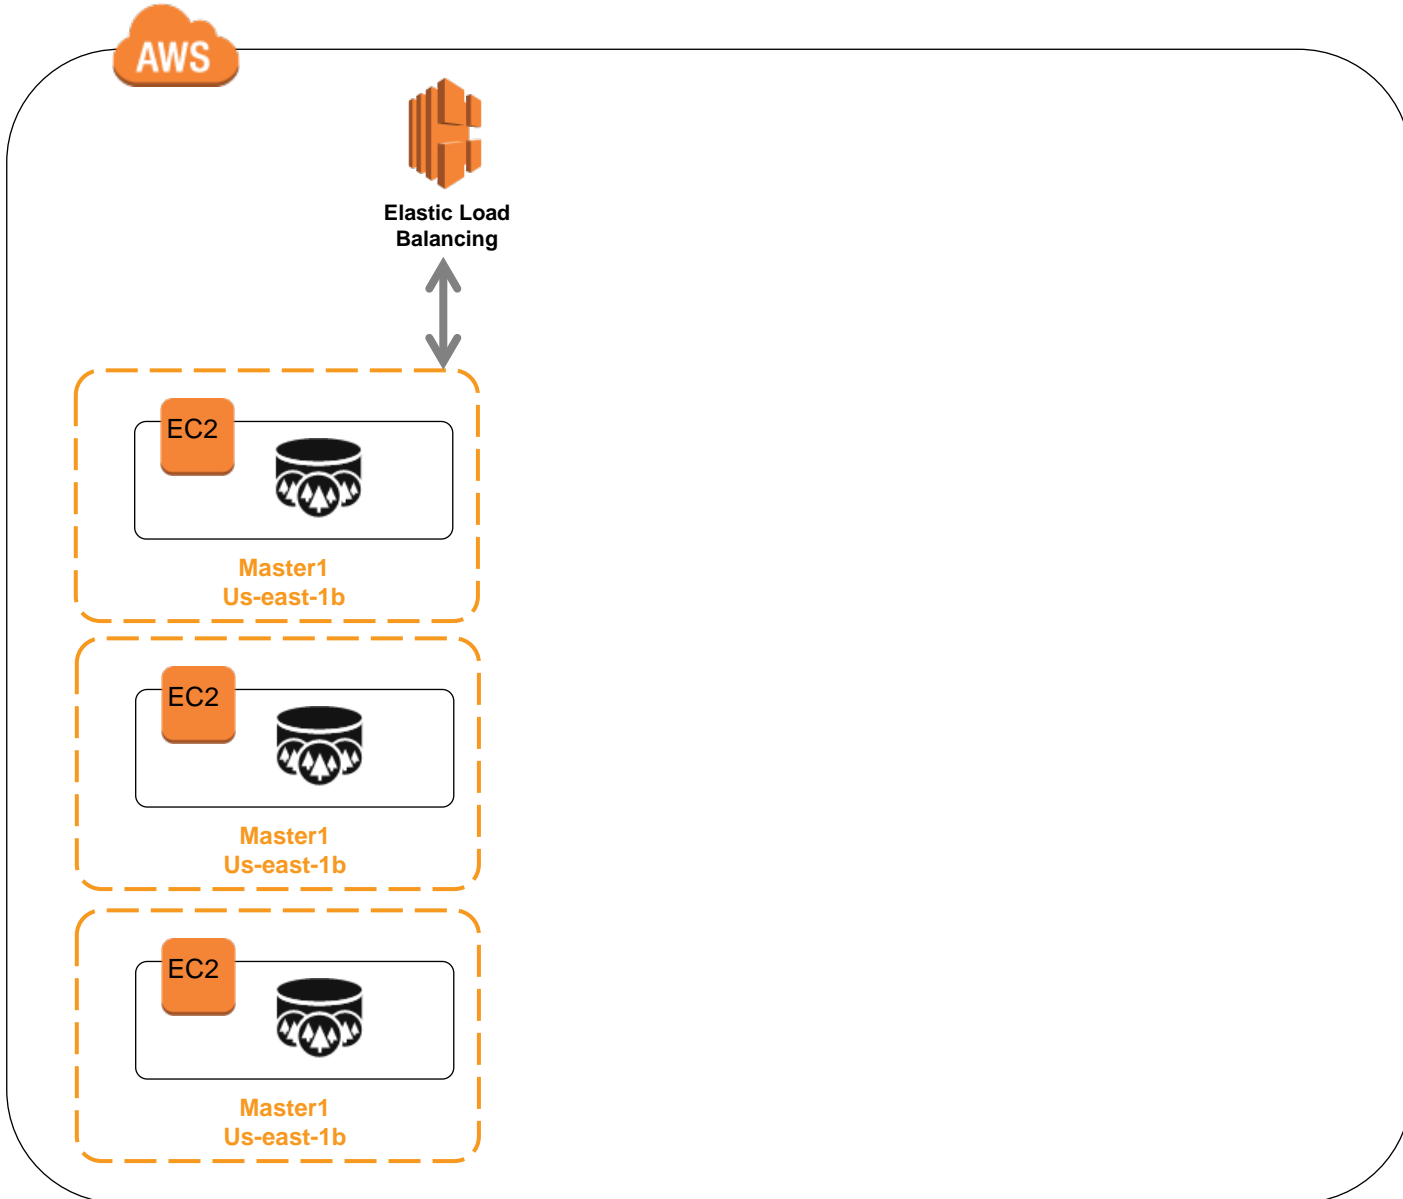 AWS
Elastic Load
Balancing
EC2
Master1
Us-east-1b
EC2
Master1
Us-east-1b
EC2
Master1
Us-east-1b